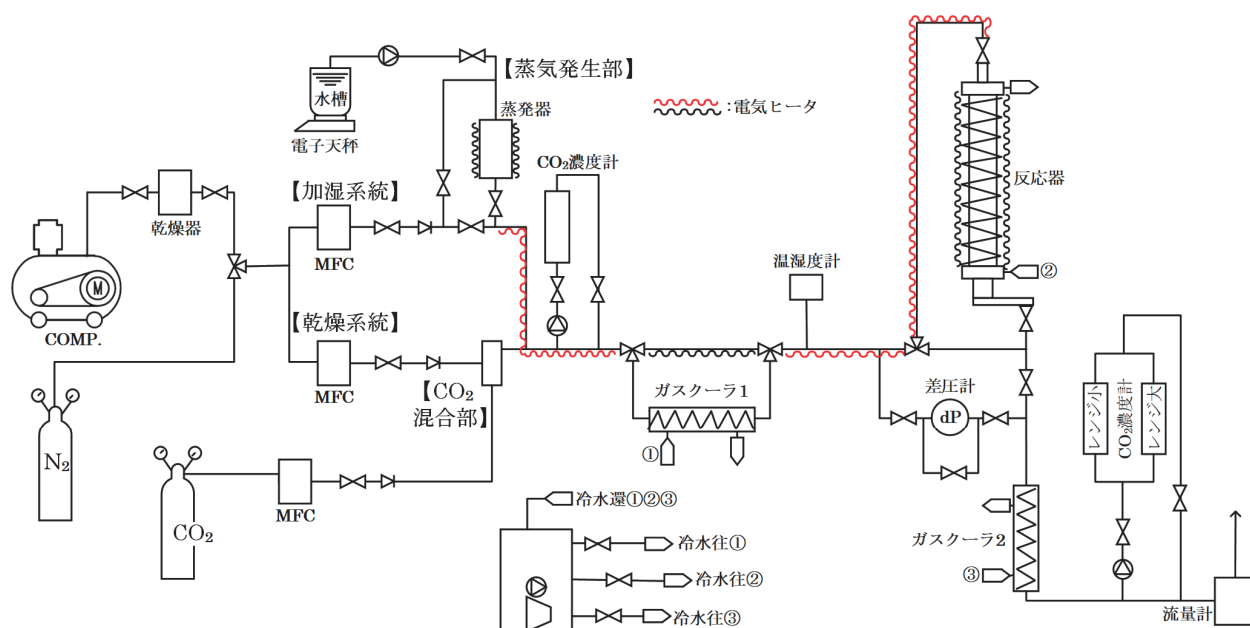 水槽
電子天秤
【蒸気発生部】
蒸発器
:電気ヒータ
CO₂濃度計
反応器
②
乾燥器
【加湿系統】
MFC
温湿度計
M
COMP.
【乾燥系統】
MFC
【CO₂
混合部】
ガスクーラ1
①
差圧計
dP
レンジ小
CO₂濃度計
レンジ大
N₂
CO₂
MFC
冷水還①②③
冷水往①
冷水往②
冷水往③
ガスクーラ2
③
流量計